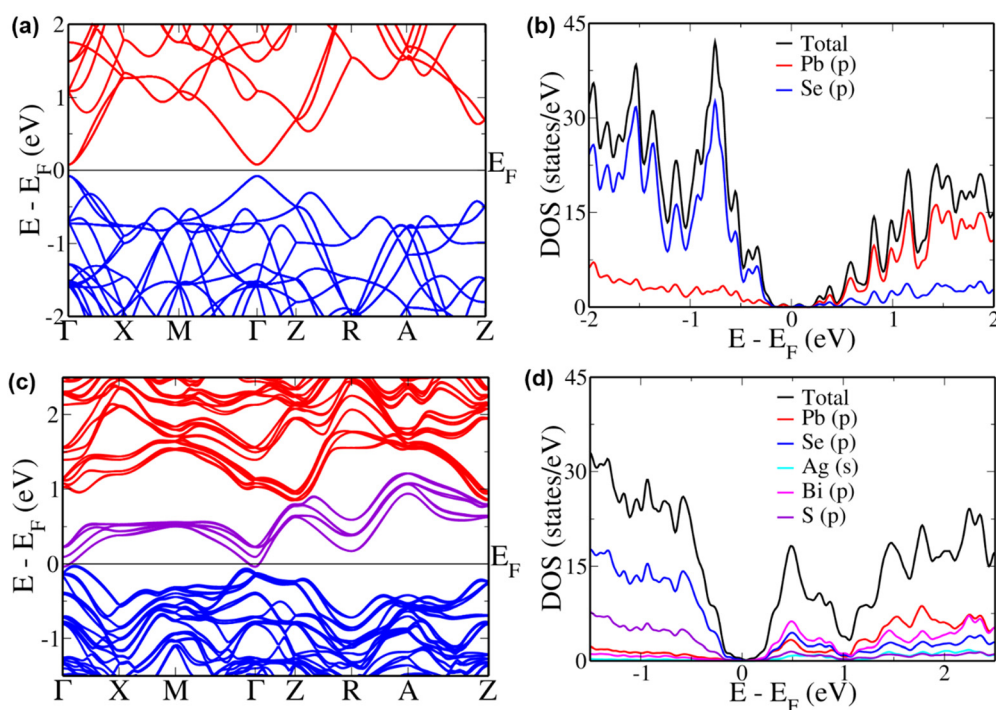 (a)
2
1
0
-1
-2
E - E_F (eV)
Γ X M Γ Z R A Z
E_F
(b)
45
30
15
0
DOS (states/eV)
Total
Pb (p)
Se (p)
-2 -1 0 1 2
E - E_F (eV)
(c)
2
1
0
-1
E - E_F (eV)
Γ X M Γ Z R A Z
E_F
(d)
45
30
15
0
DOS (states/eV)
Total
Pb (p)
Se (p)
Ag (s)
Bi (p)
S (p)
-1 0 1 2
E - E_F (eV)